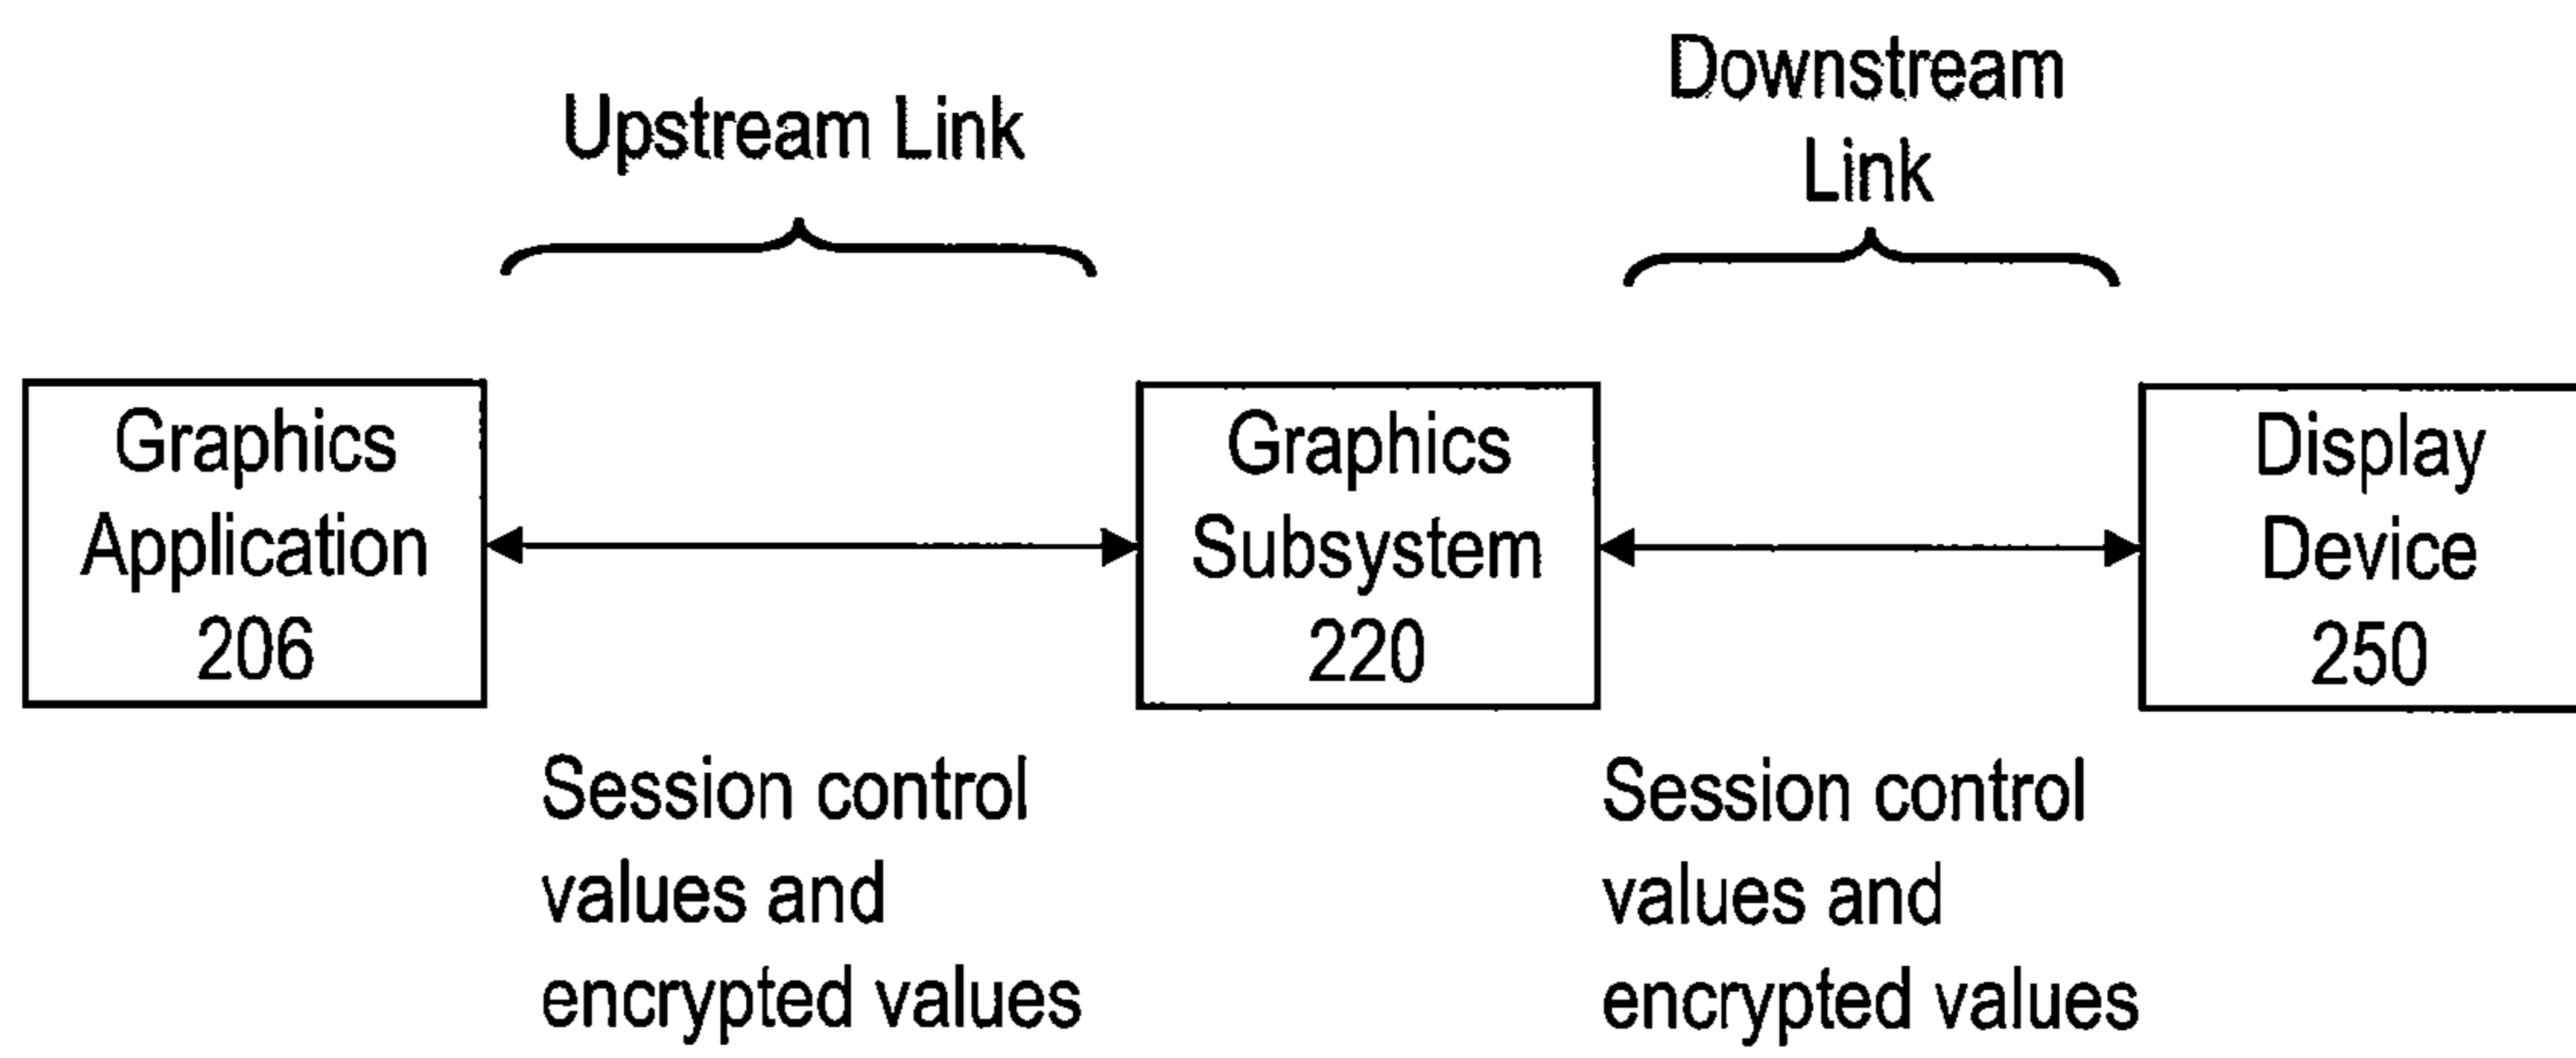 Upstream Link
Downstream
Link
Graphics
Application
206
Graphics
Subsystem
220
Display
Device
250
Session control
values and
encrypted values
Session control
values and
encrypted values